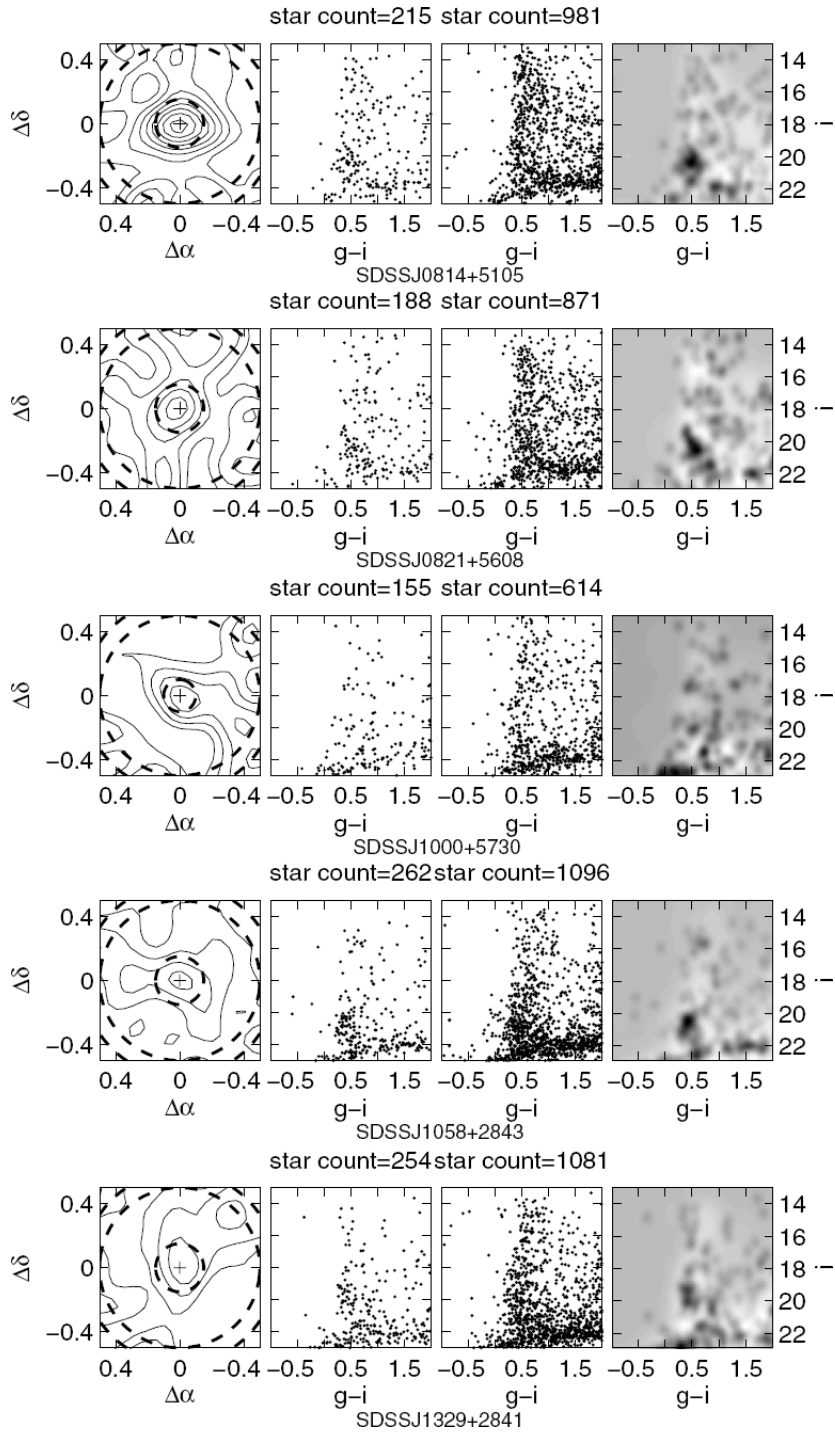 star count=215 star count=981
0.4 14
16
Δδ 0 18 i
20
−0.4 22
0.4 0 −0.4 −0.5 0.5 1.5 −0.5 0.5 1.5 −0.5 0.5 1.5
Δα g−i g−i g−i
SDSSJ0814+5105
star count=188 star count=871
0.4 14
16
Δδ 0 18 i
20
−0.4 22
0.4 0 −0.4 −0.5 0.5 1.5 −0.5 0.5 1.5 −0.5 0.5 1.5
Δα g−i g−i g−i
SDSSJ0821+5608
star count=155 star count=614
0.4 14
16
Δδ 0 18 i
20
−0.4 22
0.4 0 −0.4 −0.5 0.5 1.5 −0.5 0.5 1.5 −0.5 0.5 1.5
Δα g−i g−i g−i
SDSSJ1000+5730
star count=262 star count=1096
0.4 14
16
Δδ 0 18 i
20
−0.4 22
0.4 0 −0.4 −0.5 0.5 1.5 −0.5 0.5 1.5 −0.5 0.5 1.5
Δα g−i g−i g−i
SDSSJ1058+2843
star count=254 star count=1081
0.4 14
16
Δδ 0 18 i
20
−0.4 22
0.4 0 −0.4 −0.5 0.5 1.5 −0.5 0.5 1.5 −0.5 0.5 1.5
Δα g−i g−i g−i
SDSSJ1329+2841